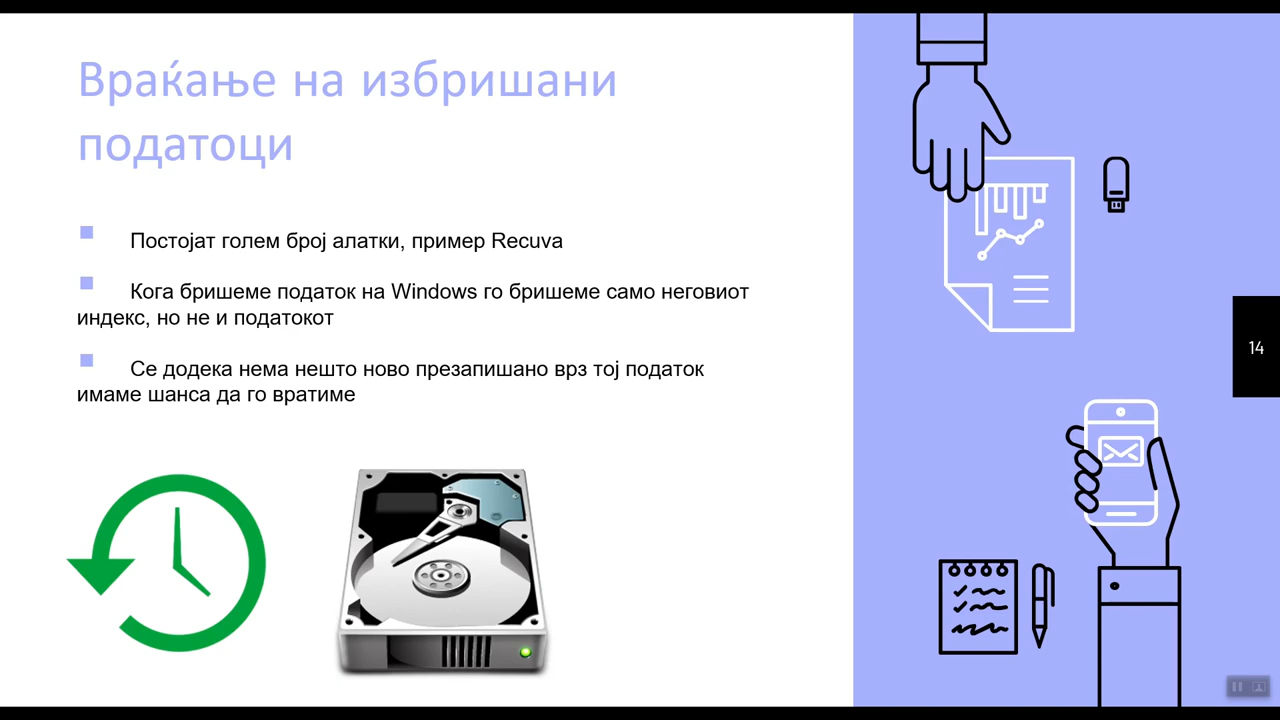 Враќање на избришани
податоци
Постојат голем број алатки, пример Recuva
Кога бришеме податок на Windows го бришеме само неговиот
индекс, но не и податокот
Се додека нема нешто ново презапишано врз тој податок
имаме шанса да го вратиме
14